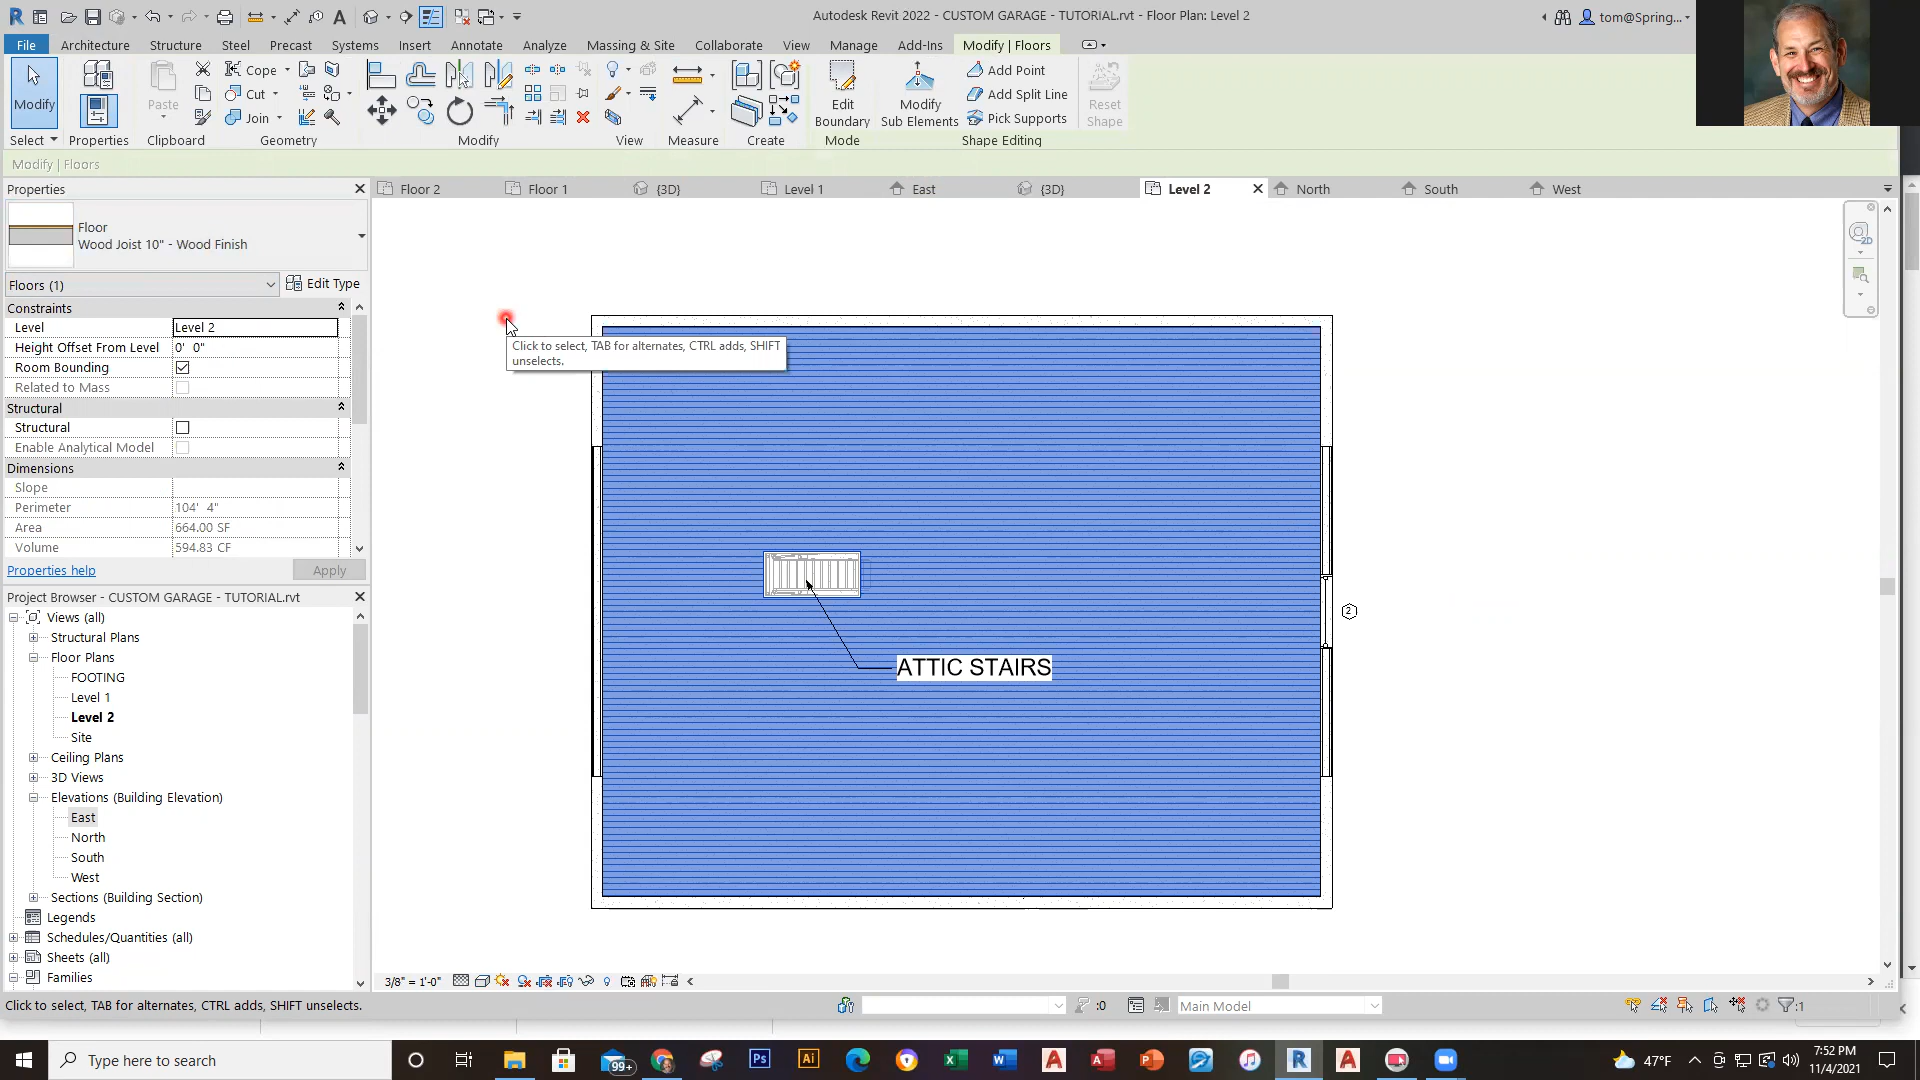 Autodesk Revit 2022 - CUSTOM GARAGE - TUTORIAL.rvt - Floor Plan: Level 2
tom@Spring...
File Architecture Structure Steel Precast Systems Insert Annotate Analyze Massing & Site Collaborate View Manage Add-Ins Modify | Floors
Modify
Paste
Cope
Cut
Join
Edit
Boundary
Modify
Sub Elements
Add Point
Add Split Line
Pick Supports
Reset
Shape
Select Properties Clipboard Geometry Modify View Measure Create Mode Shape Editing
Modify | Floors
Properties
Floor 2 Floor 1 {3D} Level 1 East {3D} Level 2 North South West
Floor
Wood Joist 10" - Wood Finish
Floors (1) Edit Type
Constraints
Level Level 2
Height Offset From Level 0' 0"
Room Bounding
Related to Mass
Structural
Structural
Enable Analytical Model
Dimensions
Slope
Perimeter 104' 4"
Area 664.00 SF
Volume 594.83 CF
Properties help Apply
Click to select, TAB for alternates, CTRL adds, SHIFT
unselects.
2D
2
ATTIC STAIRS
Project Browser - CUSTOM GARAGE - TUTORIAL.rvt
Views (all)
Structural Plans
Floor Plans
FOOTING
Level 1
Level 2
Site
Ceiling Plans
3D Views
Elevations (Building Elevation)
East
North
South
West
Sections (Building Section)
Legends
Schedules/Quantities (all)
Sheets (all)
Families
3/8" = 1'-0"
Click to select, TAB for alternates, CTRL adds, SHIFT unselects.
:0
Main Model
:1
Type here to search
99+
47°F
7:52 PM
11/4/2021